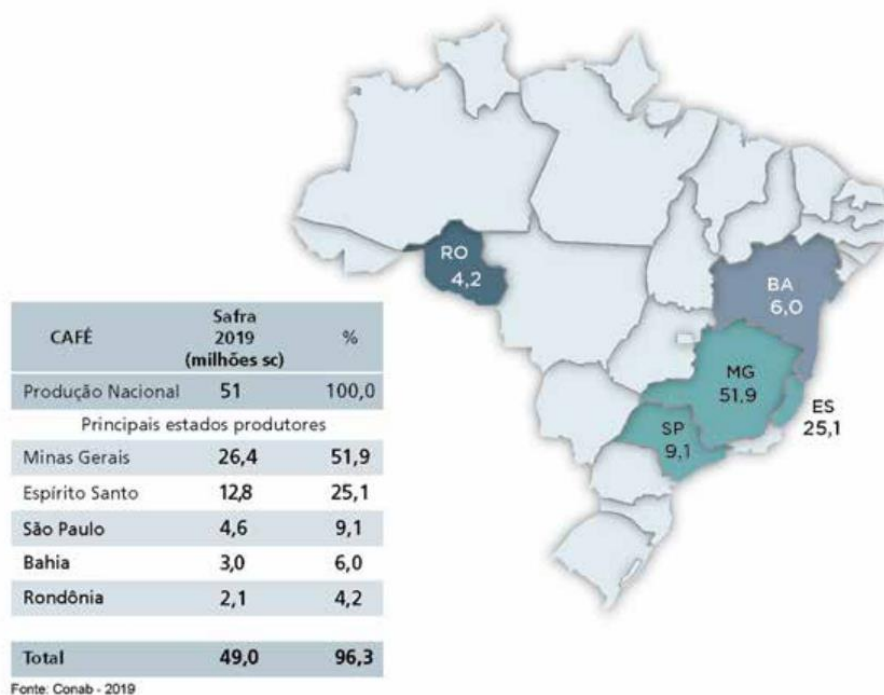 RO
4,2
BA
6,0
MG
51,9
ES
25,1
SP
9,1
CAFÉ Safra 2019 (milhões sc) %
Produção Nacional 51 100,0
Principais estados produtores
Minas Gerais 26,4 51,9
Espírito Santo 12,8 25,1
São Paulo 4,6 9,1
Bahia 3,0 6,0
Rondônia 2,1 4,2
Total 49,0 96,3
Fonte: Conab - 2019